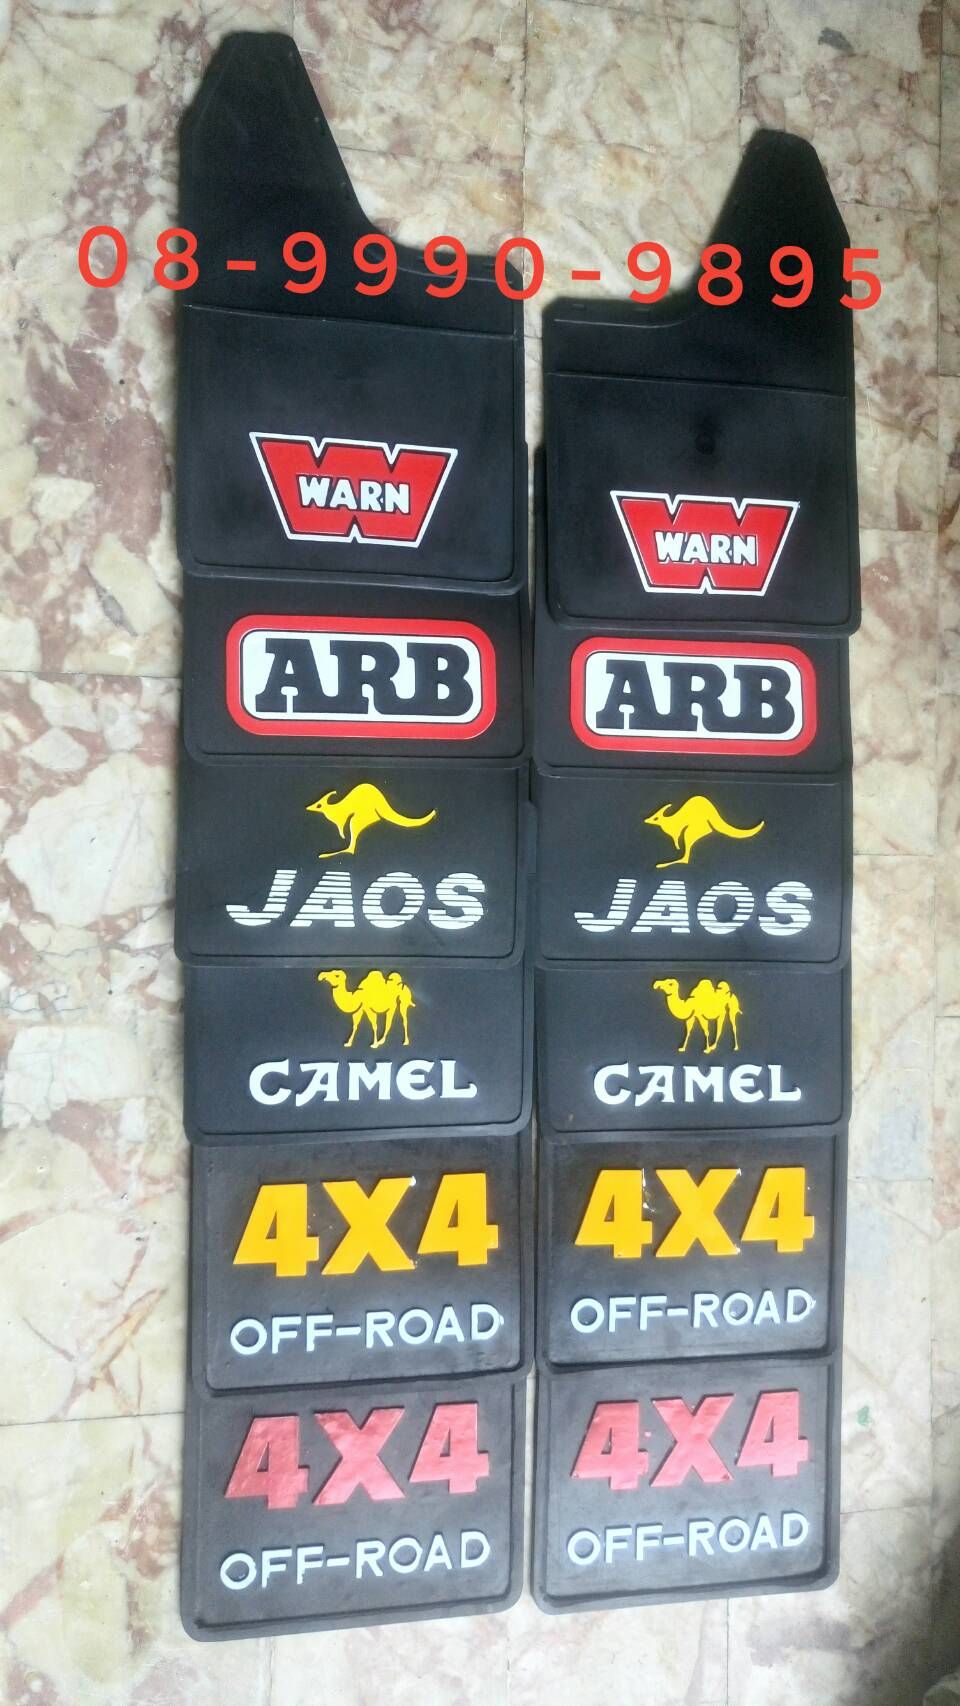 08-9990-9895
WARN
WARN
ARB
ARB
JAOS
JAOS
CAMEL
CAMEL
4X4
4X4
OFF-ROAD
OFF-ROAD
4X4
4X4
OFF-ROAD
OFF-ROAD